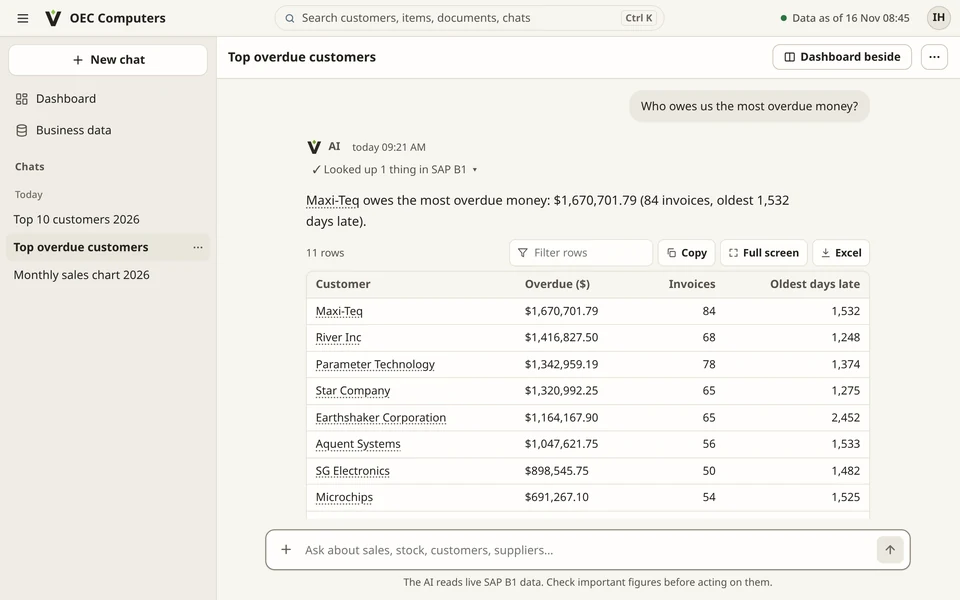 OEC Computers
Search customers, items, documents, chats
Ctrl K
Data as of 16 Nov 08:45
IH
+ New chat
Dashboard
Business data
Chats
Today
Top 10 customers 2026
Top overdue customers
Monthly sales chart 2026
Top overdue customers
Dashboard beside
Who owes us the most overdue money?
AI today 09:21 AM
✓ Looked up 1 thing in SAP B1
Maxi-Teq owes the most overdue money: $1,670,701.79 (84 invoices, oldest 1,532
days late).
11 rows
Filter rows
Copy
Full screen
Excel
Customer Overdue ($) Invoices Oldest days late
Maxi-Teq $1,670,701.79 84 1,532
River Inc $1,416,827.50 68 1,248
Parameter Technology $1,342,959.19 78 1,374
Star Company $1,320,992.25 65 1,275
Earthshaker Corporation $1,164,167.90 65 2,452
Aquent Systems $1,047,621.75 56 1,533
SG Electronics $898,545.75 50 1,482
Microchips $691,267.10 54 1,525
Ask about sales, stock, customers, suppliers...
The AI reads live SAP B1 data. Check important figures before acting on them.